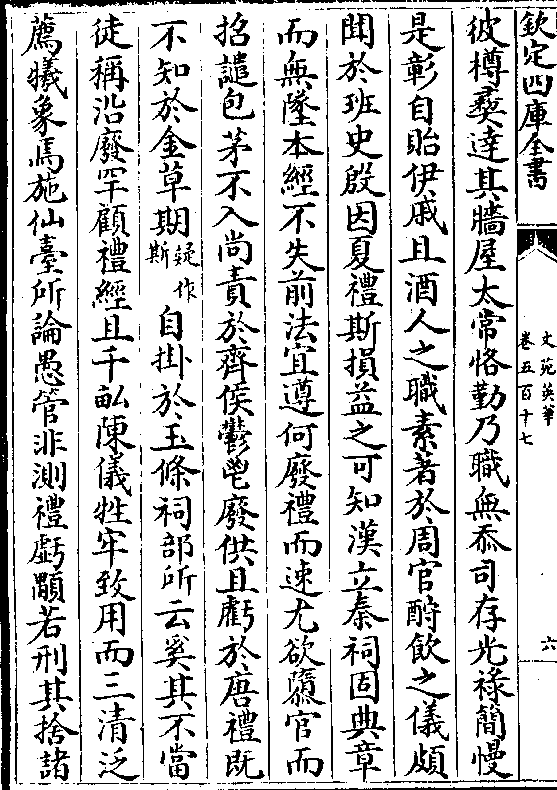 欽定四庫全書
文苑英華
卷五百十七
六
彼樽彜達其牆屋太常恪勤乃職無忝司存光祿簡慢
是彰自貽伊戚且酒人之職素著於周官酹飲之儀頗
聞於班史殷因夏禮斯損益之可知漢立秦祠固典章
而無墜本經不失前法宜遵何廢禮而速尤欲隳官而
招譴包茅不入尚責於齊侯鬱鬯廢供且虧於唐禮既
不知於金草期疑作斯自掛於玉條祠部所云奚其不當
徒稱沿廢罕顧禮經且千畝陳儀牲牢致用而三清泛
薦犧象焉施仙臺所論愚管非測禮虧顒若刑其捨諸